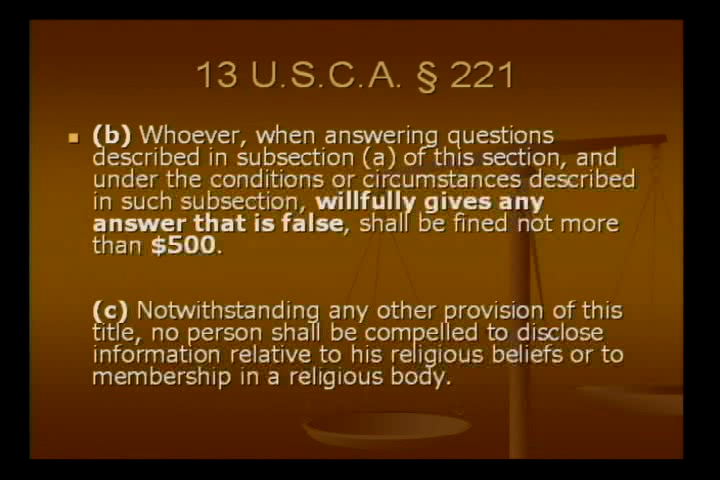 13 U.S.C.A. § 221
(b) Whoever, when answering questions
described in subsection (a) of this section, and
under the conditions or circumstances described
in such subsection, willfully gives any
answer that is false, shall be fined not more
than $500.
(c) Notwithstanding any other provision of this
title, no person shall be compelled to disclose
information relative to his religious beliefs or to
membership in a religious body.